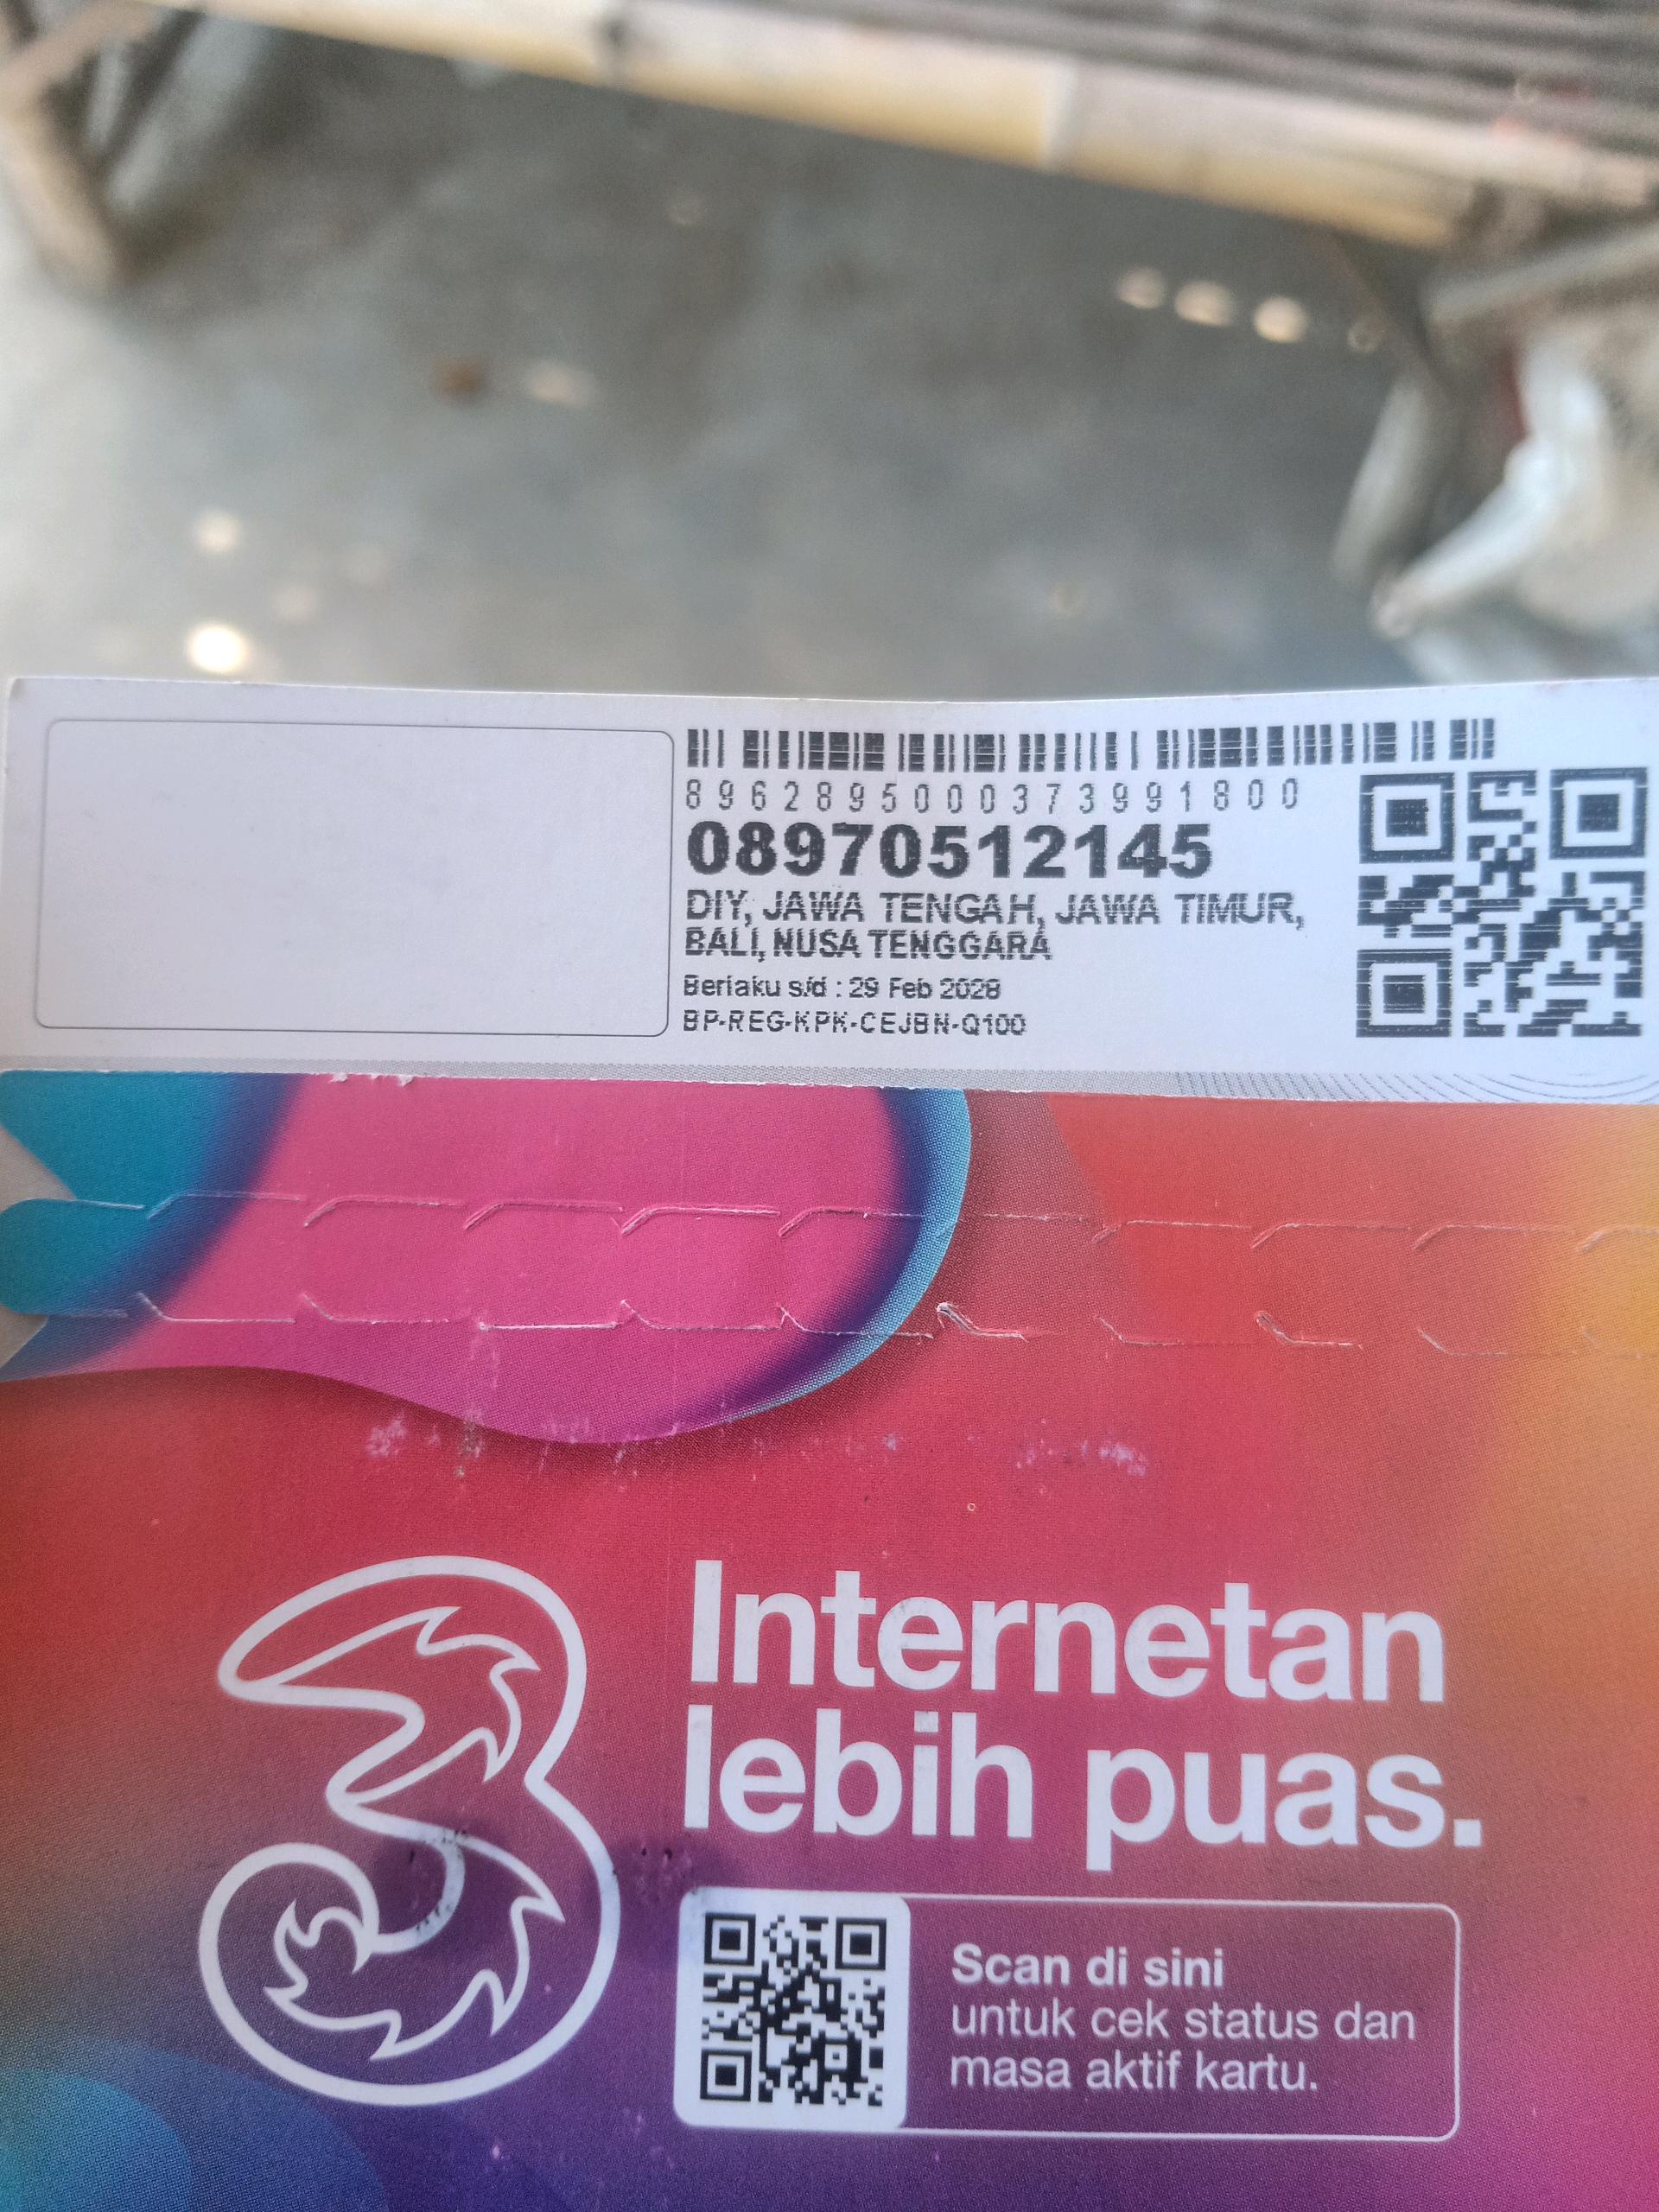 8962895000373991800
08970512145
DIY, JAWA TENGAH, JAWA TIMUR,
BALI, NUSA TENGGARA
Berlaku s/d : 29 Feb 2028
BP-REG-KPK-CEJBN-Q100
3
Internetan
lebih puas.
Scan di sini
untuk cek status dan
masa aktif kartu.